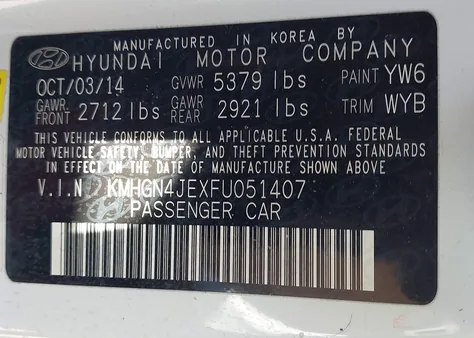 MANUFACTURED IN KOREA BY
HYUNDAI MOTOR COMPANY
OCT/03/14 GVWR 5379 lbs PAINT YW6
GAWR FRONT 2712 lbs GAWR REAR 2921 lbs TRIM WYB
THIS VEHICLE CONFORMS TO ALL APPLICABLE U.S.A. FEDERAL
MOTOR VEHICLE SAFETY, BUMPER, AND THEFT PREVENTION STANDARDS
IN EFFECT ON THE DATE OF MANUFACTURE SHOWN ABOVE
V.I.N KMHGN4JEXFU051407
PASSENGER CAR